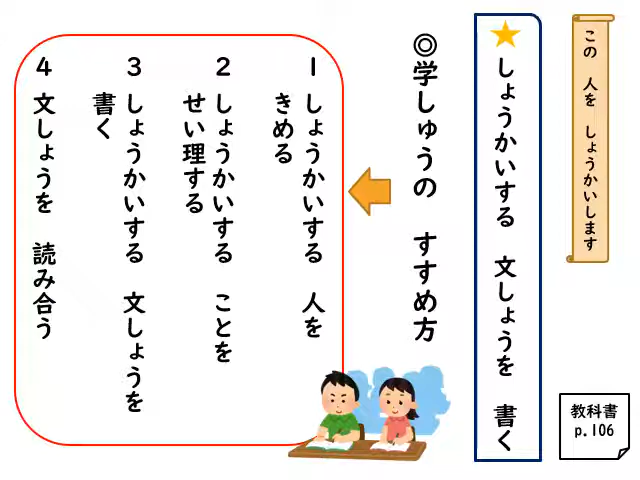 この 人を しょうかいします
教科書
p.106
★しょうかいする 文しょうを 書く
◎学しゅうの すすめ方
1 しょうかいする 人を
きめる
2 しょうかいする ことを
せい理する
3 しょうかいする 文しょうを
書く
4 文しょうを 読み合う